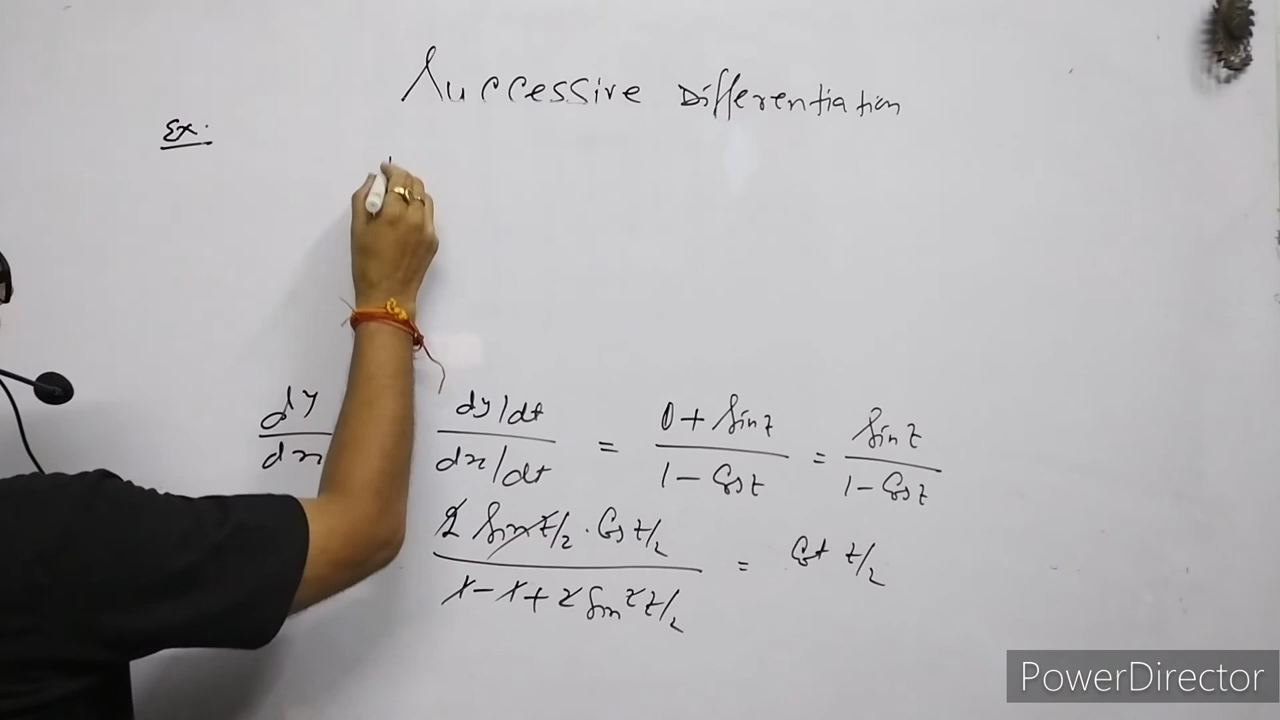 Successive Differentiation
Ex.
dy/dx dy/dt / dx/dt = 0 + Sin t / 1 - Cos t = Sin t / 1 - Cos t
2 Sin t/2 . Cos t/2 / 1 - 1 + 2 Sin² t/2 = Cot t/2
PowerDirector